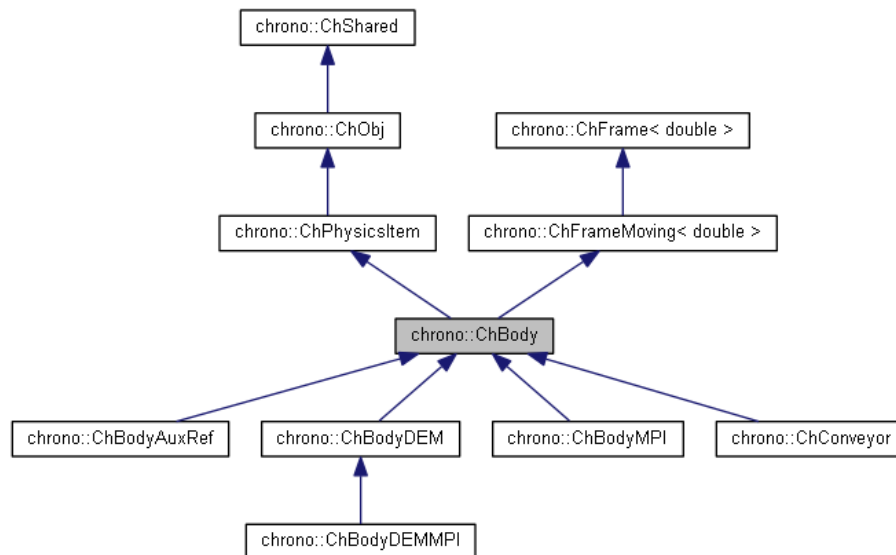 chrono::ChShared
chrono::ChObj
chrono::ChFrame< double >
chrono::ChPhysicsItem
chrono::ChFrameMoving< double >
chrono::ChBody
chrono::ChBodyAuxRef
chrono::ChBodyDEM
chrono::ChBodyMPI
chrono::ChConveyor
chrono::ChBodyDEMMPI